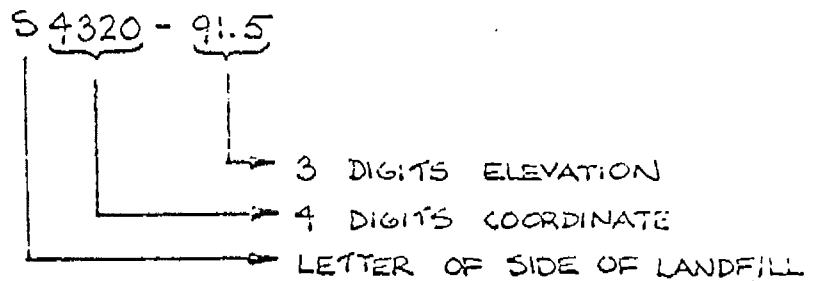 S 4320 - 91.5
3 DIGITS ELEVATION
4 DIGITS COORDINATE
LETTER OF SIDE OF LANDFILL